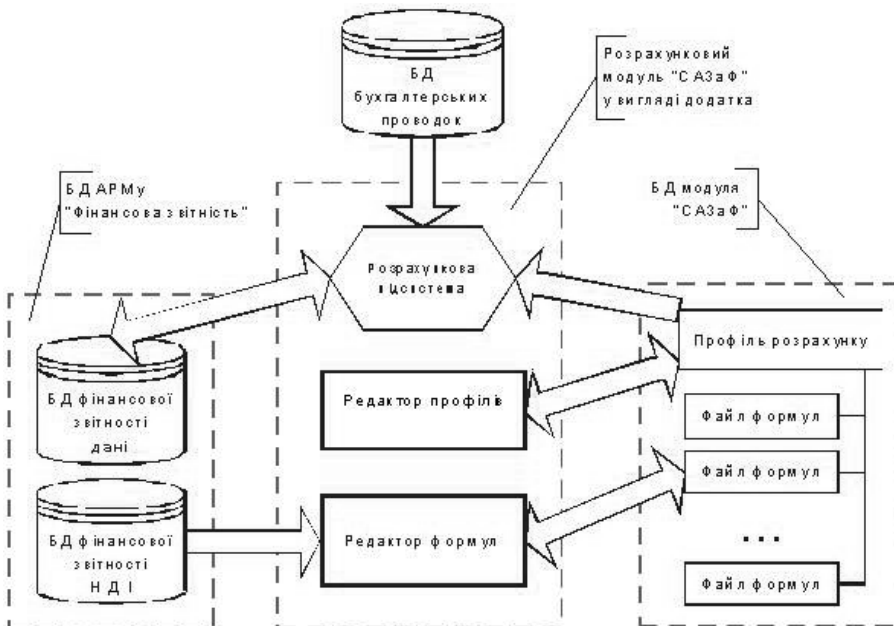 БД
бухгалтерських
проводок
Розрахунковий
модуль "САЗаФ"
у вигляді додатка
БД АРМу
"Фінансова звітність"
БД модуля
"САЗаФ"
Розрахункова
підсистема
Профіль розрахунку
БД фінансової
звітності
дані
Редактор профілів
Файл формул
Файл формул
БД фінансової
звітності
НДІ
Редактор формул
...
Файл формул